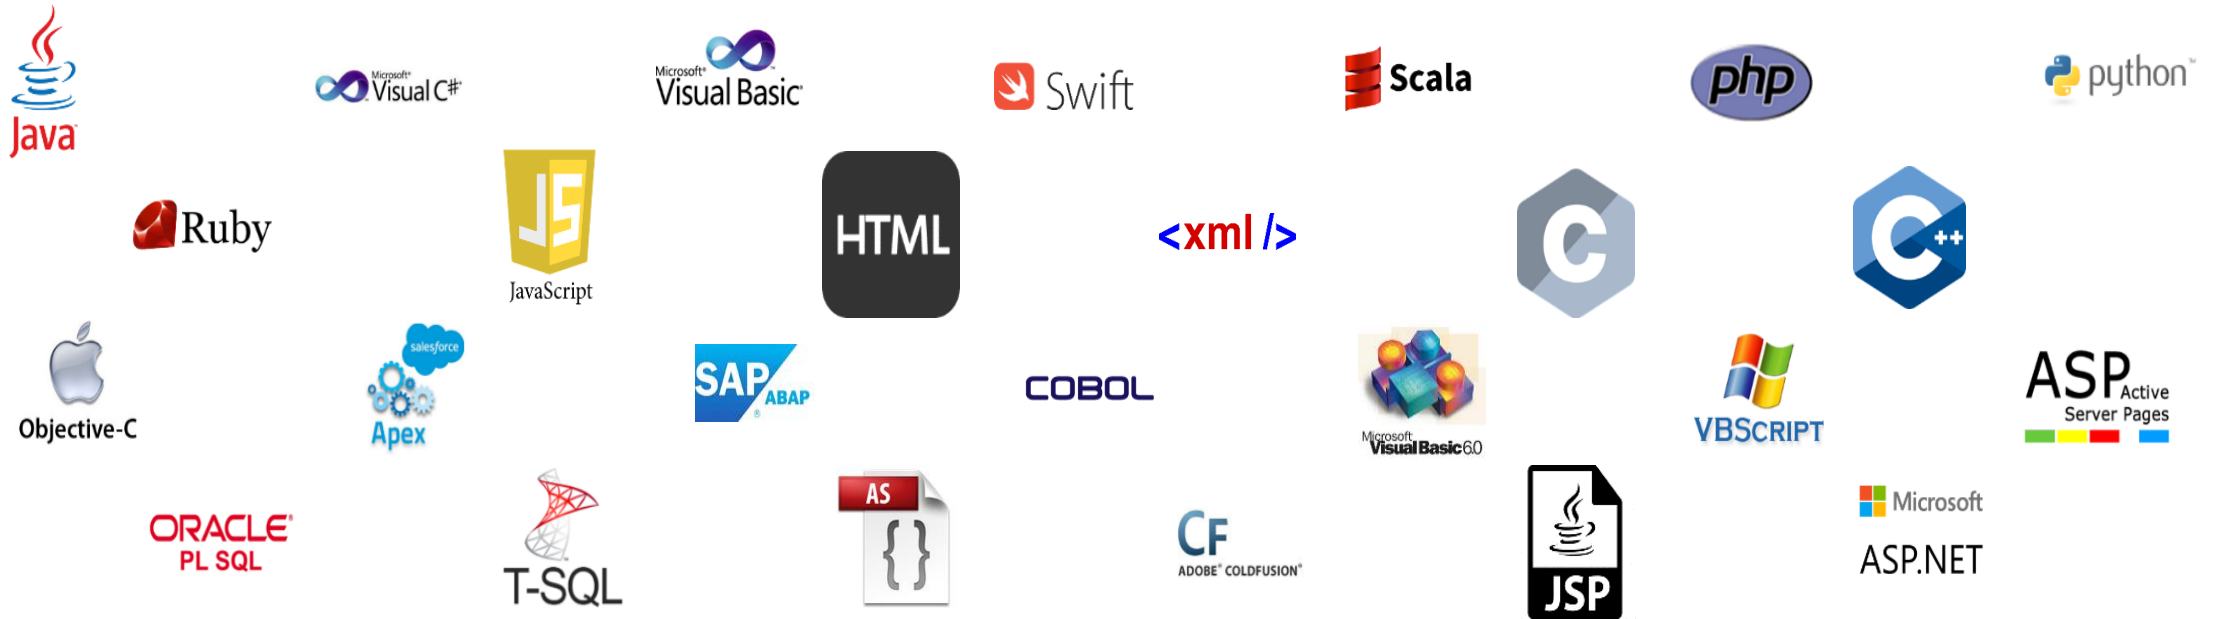 Java
Microsoft® Visual C#
Microsoft®
Visual Basic®
Swift
Scala
php
python™
Ruby
JS
JavaScript
HTML
<xml />
C
C++
Objective-C
salesforce
Apex
SAP®
ABAP
COBOL
Microsoft
Visual Basic 6.0
VBSCRIPT
ASP Active
Server Pages
ORACLE®
PL SQL
T-SQL
AS
{}
CF
ADOBE® COLDFUSION®
JSP
Microsoft
ASP.NET